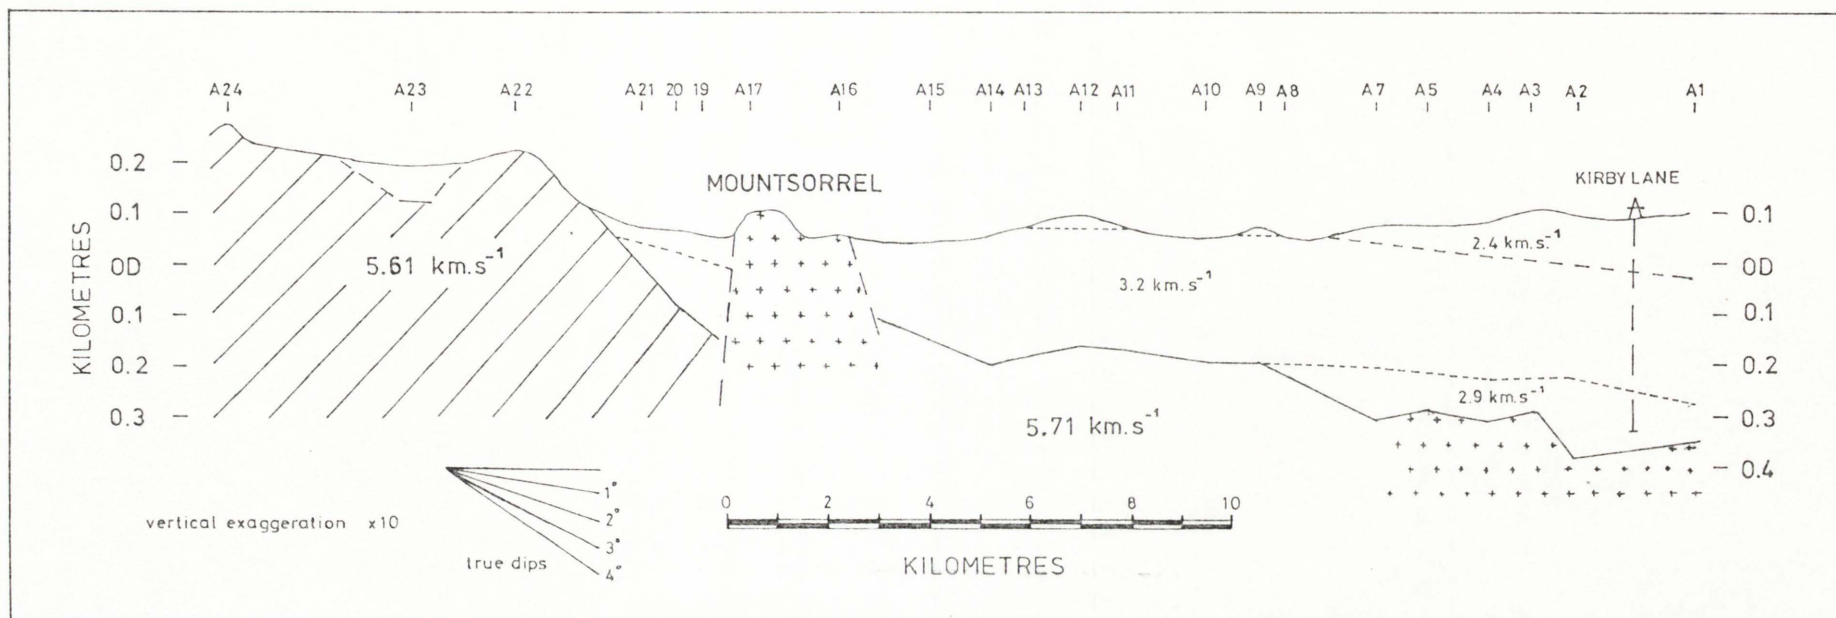 A24 A23 A22 A21 20 19 A17 A16 A15 A14 A13 A12 A11 A10 A9 A8 A7 A5 A4 A3 A2 A1
KILOMETRES
0.2
0.1
OD
0.1
0.2
0.3
5.61 km.s⁻¹
MOUNTSORREL
3.2 km.s⁻¹
5.71 km.s⁻¹
KIRBY LANE
2.4 km.s⁻¹
2.9 km.s⁻¹
0.1
OD
0.1
0.2
0.3
0.4
vertical exaggeration x10
1°
2°
3°
4°
true dips
0 2 4 6 8 10
KILOMETRES